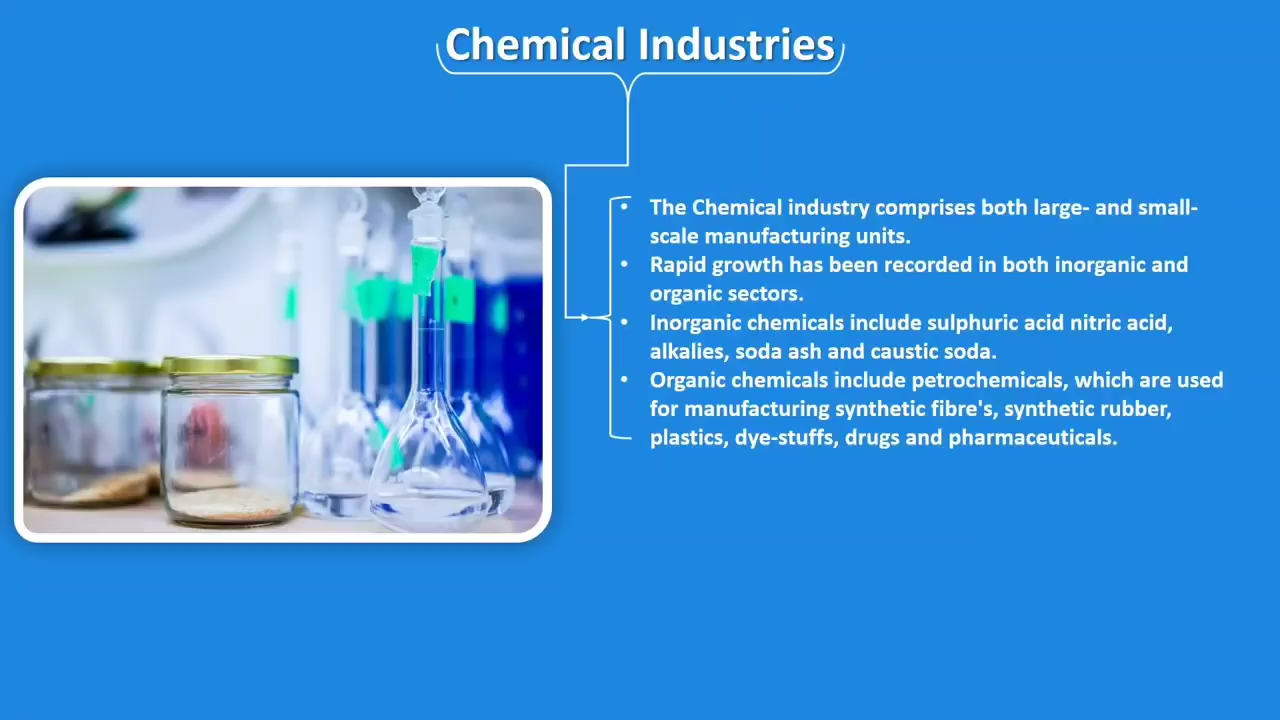 Chemical Industries
• The Chemical industry comprises both large- and small-
scale manufacturing units.
• Rapid growth has been recorded in both inorganic and
organic sectors.
• Inorganic chemicals include sulphuric acid nitric acid,
alkalies, soda ash and caustic soda.
• Organic chemicals include petrochemicals, which are used
for manufacturing synthetic fibre's, synthetic rubber,
plastics, dye-stuffs, drugs and pharmaceuticals.